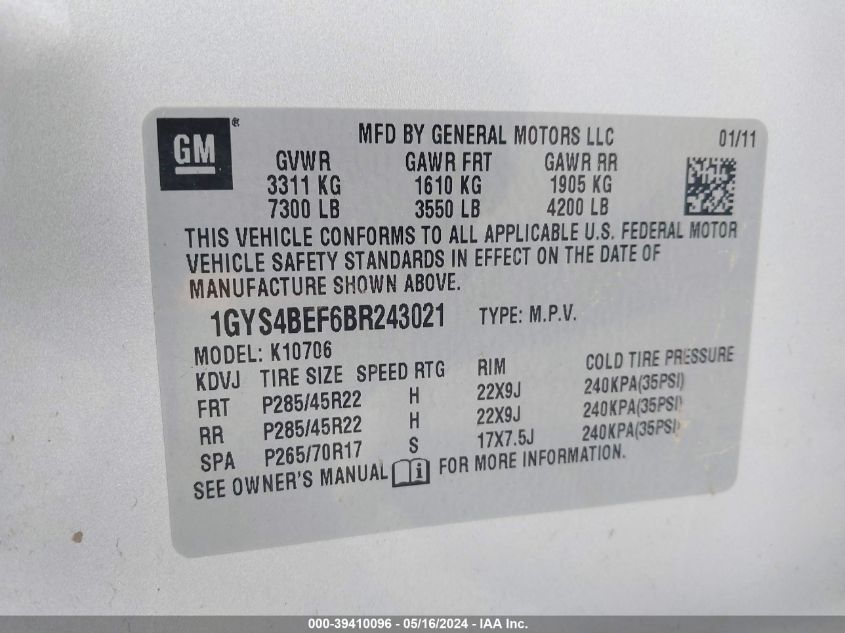 GM®
MFD BY GENERAL MOTORS LLC 01/11
GVWR GAWR FRT GAWR RR
3311 KG 1610 KG 1905 KG
7300 LB 3550 LB 4200 LB
THIS VEHICLE CONFORMS TO ALL APPLICABLE U.S. FEDERAL MOTOR
VEHICLE SAFETY STANDARDS IN EFFECT ON THE DATE OF
MANUFACTURE SHOWN ABOVE.
1GYS4BEF6BR243021 TYPE: M.P.V.
MODEL: K10706
KDVJ TIRE SIZE SPEED RTG RIM COLD TIRE PRESSURE
FRT P285/45R22 H 22X9J 240KPA(35PSI)
RR P285/45R22 H 22X9J 240KPA(35PSI)
SPA P265/70R17 S 17X7.5J 240KPA(35PSI)
SEE OWNER'S MANUAL i FOR MORE INFORMATION.
000-39410096 - 05/16/2024 - IAA Inc.